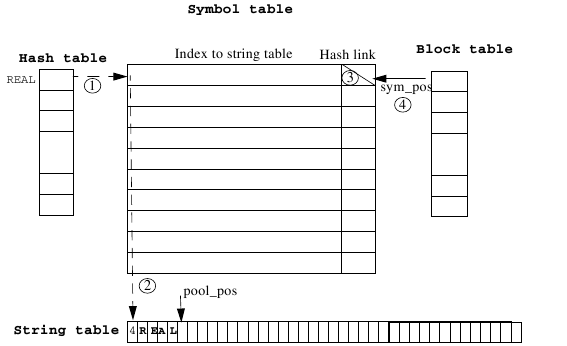 Symbol table
Hash table
Index to string table
Hash link
Block table
REAL
1
3
sym_pos
4
2
pool_pos
String table
4 R E A L